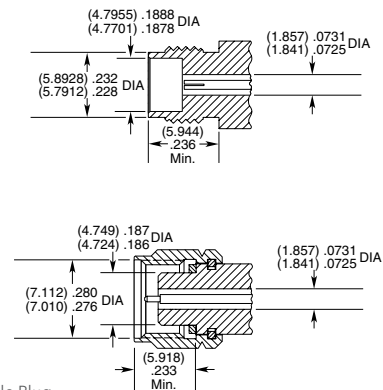 (4.7955) .1888 DIA
(4.7701) .1878
(1.857) .0731 DIA
(1.841) .0725
(5.8928) .232 DIA
(5.7912) .228
(5.944)
.236
Min.
(4.749) .187 DIA
(4.724) .186
(1.857) .0731 DIA
(1.841) .0725
(7.112) .280 DIA
(7.010) .276
(5.918)
.233
Min.
Plug